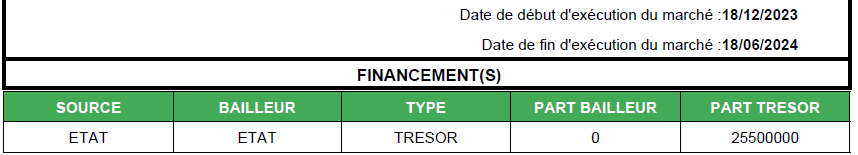 Date de début d'exécution du marché :18/12/2023
Date de fin d'exécution du marché :18/06/2024
FINANCEMENT(S)
SOURCE BAILLEUR TYPE PART BAILLEUR PART TRESOR
ETAT ETAT TRESOR 0 25500000